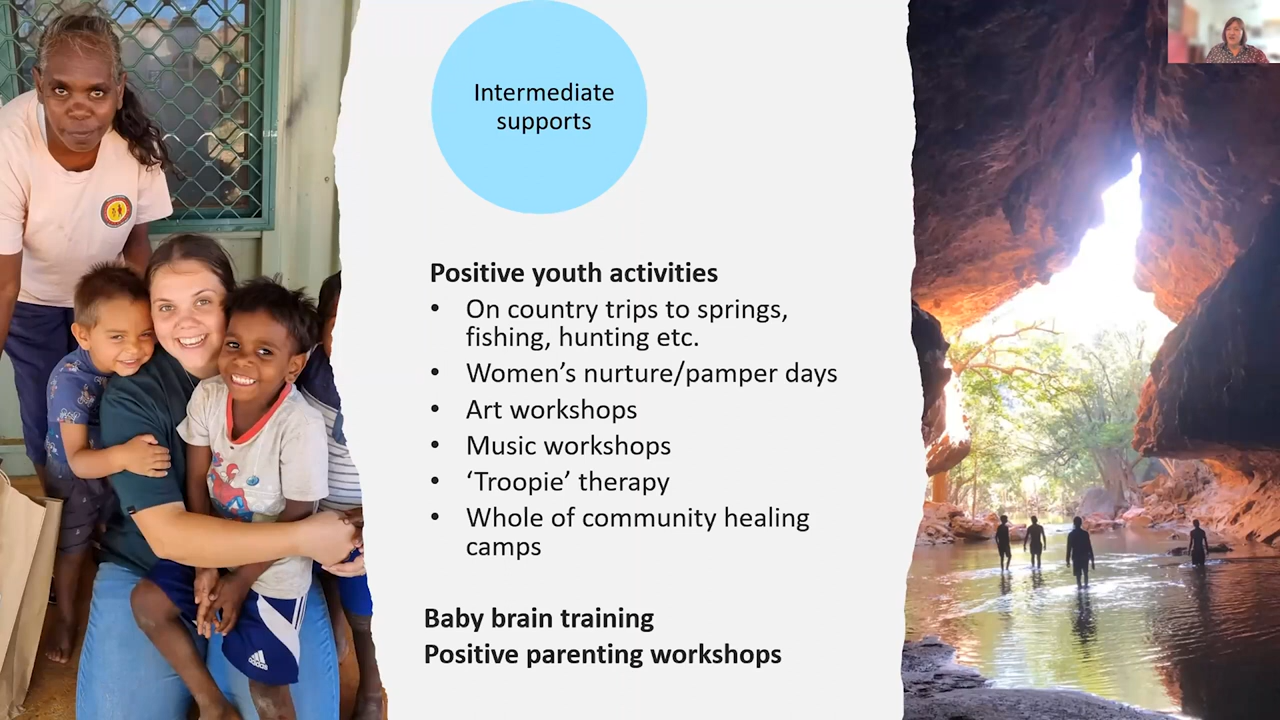 Intermediate
supports
Positive youth activities
• On country trips to springs,
fishing, hunting etc.
• Women’s nurture/pamper days
• Art workshops
• Music workshops
• ‘Troopie’ therapy
• Whole of community healing
camps
Baby brain training
Positive parenting workshops
adidas